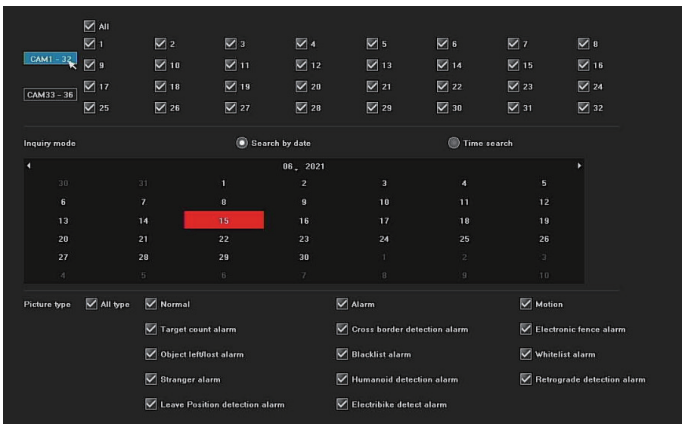 All
CAM1 - 32
1 2 3 4 5 6 7 8
9 10 11 12 13 14 15 16
CAM33 - 36
17 18 19 20 21 22 23 24
25 26 27 28 29 30 31 32
Inquiry mode Search by date Time search
06 2021
30 31 1 2 3 4 5
6 7 8 9 10 11 12
13 14 15 16 17 18 19
20 21 22 23 24 25 26
27 28 29 30 1 2 3
4 5 6 7 8 9 10
Picture type All type Normal Alarm Motion
Target count alarm Cross border detection alarm Electronic fence alarm
Object left/lost alarm Blacklist alarm Whitelist alarm
Stranger alarm Humanoid detection alarm Retrograde detection alarm
Leave Position detection alarm Electribike detect alarm